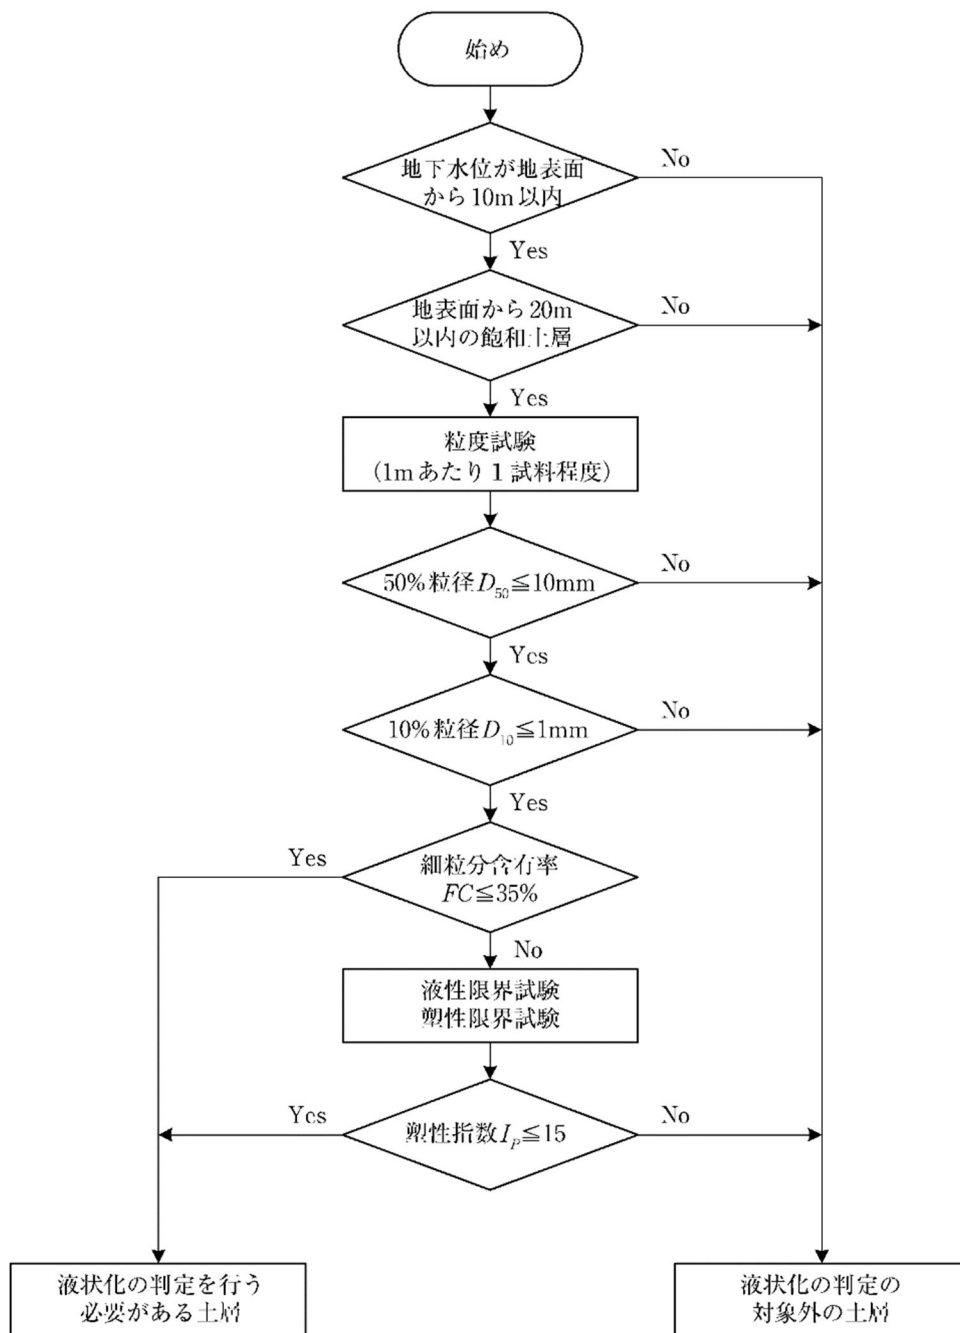 始め
地下水位が地表面
から10m以内
No
Yes
地表面から20m
以内の飽和土層
No
Yes
粒度試験
(1mあたり1試料程度)
50%粒径D50≦10mm
No
Yes
10%粒径D10≦1mm
No
Yes
細粒分含有率
FC≦35%
Yes
No
液性限界試験
塑性限界試験
塑性指数IP≦15
Yes
No
液状化の判定を行う
必要がある土層
液状化の判定の
対象外の土層